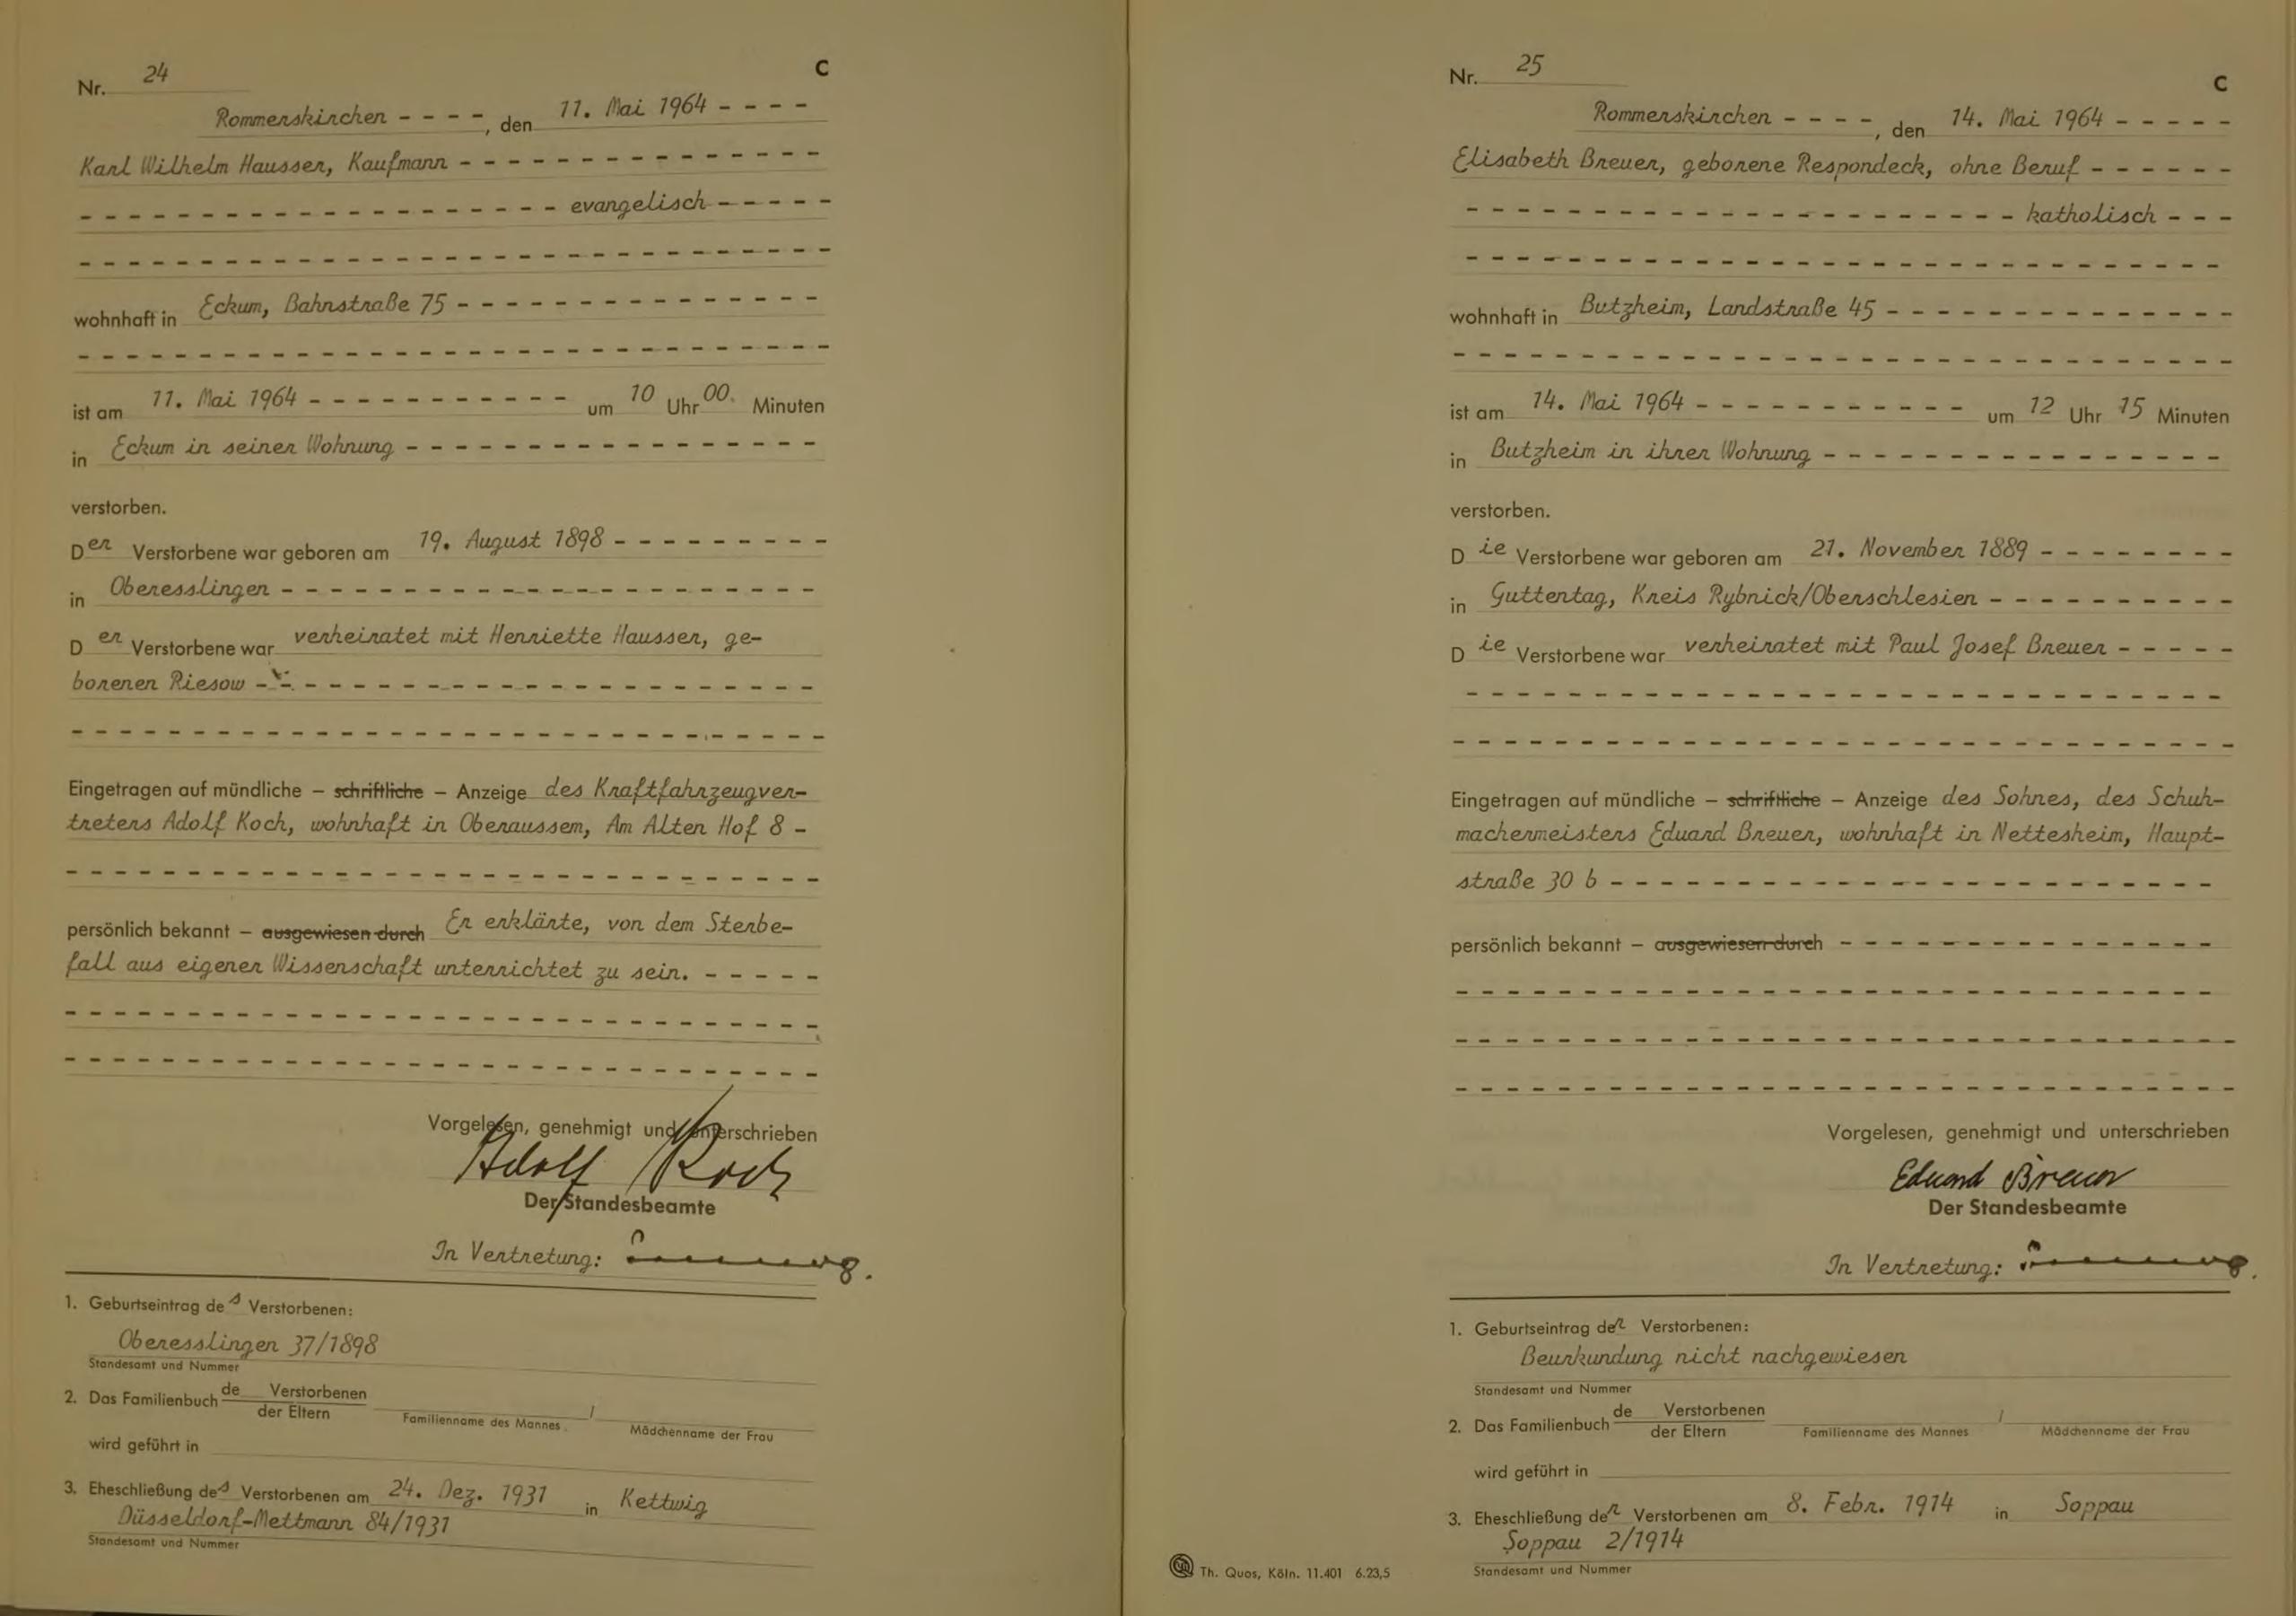 Nr. 24
C
Rommerskirchen - - - -, den 11. Mai 1964 - - - -
Karl Wilhelm Hausser, Kaufmann - - - - - - - - - - - - - - -
- - - - - - - - - - - - - - - - - - - - evangelisch - - - - -
wohnhaft in Eckum, Bahnstraße 75 - - - - - - - - - - - - - - -
ist am 11. Mai 1964 - - - - - - - - - - - um 10 Uhr 00. Minuten
in Eckum in seiner Wohnung - - - - - - - - - - - - - - - - -
verstorben.
Der Verstorbene war geboren am 19. August 1898 - - - - - - - - -
in Oberesslingen - - - - - - - - - - - - - - - - - - - - - -
Der Verstorbene war verheiratet mit Henriette Hausser, ge-
borenen Riesow - - - - - - - - - - - - - - - - - - - - - - -
Eingetragen auf mündliche – schriftliche – Anzeige des Kraftfahrzeugver-
treters Adolf Koch, wohnhaft in Oberaussem, Am Alten Hof 8 -
persönlich bekannt – ausgewiesen durch Er erklärte, von dem Sterbe-
fall aus eigener Wissenschaft unterrichtet zu sein. - - - - -
Vorgelesen, genehmigt und unterschrieben
Adolf Koch
Der Standesbeamte
In Vertretung:
1. Geburtseintrag des Verstorbenen:
Oberesslingen 37/1898
Standesamt und Nummer
2. Das Familienbuch de Verstorbenen
der Eltern
Familienname des Mannes / Mädchenname der Frau
wird geführt in
3. Eheschließung des Verstorbenen am 24. Dez. 1931 in Kettwig
Düsseldorf-Mettmann 84/1931
Standesamt und Nummer
Nr. 25
C
Rommerskirchen - - - -, den 14. Mai 1964 - - - - -
Elisabeth Breuer, geborene Respondeck, ohne Beruf - - - - - -
- - - - - - - - - - - - - - - - - - - - - - - katholisch - - -
wohnhaft in Butzheim, Landstraße 45 - - - - - - - - - - - - - - -
ist am 14. Mai 1964 - - - - - - - - - - - um 12 Uhr 15 Minuten
in Butzheim in ihrer Wohnung - - - - - - - - - - - - - - - - -
verstorben.
Die Verstorbene war geboren am 21. November 1889 - - - - - - - -
in Guttentag, Kreis Rybnick/Oberschlesien - - - - - - - - - -
Die Verstorbene war verheiratet mit Paul Josef Breuer - - - - -
Eingetragen auf mündliche – schriftliche – Anzeige des Sohnes, des Schuh-
machermeisters Eduard Breuer, wohnhaft in Nettesheim, Haupt-
straße 30 b - - - - - - - - - - - - - - - - - - - - - - - - -
persönlich bekannt – ausgewiesen durch - - - - - - - - - - - - - - -
Vorgelesen, genehmigt und unterschrieben
Eduard Breuer
Der Standesbeamte
In Vertretung:
1. Geburtseintrag der Verstorbenen:
Beurkundung nicht nachgewiesen
Standesamt und Nummer
2. Das Familienbuch de Verstorbenen
der Eltern
Familienname des Mannes / Mädchenname der Frau
wird geführt in
3. Eheschließung der Verstorbenen am 8. Febr. 1914 in Soppau
Soppau 2/1914
Standesamt und Nummer
Th. Quos, Köln. 11.401 6.23,5